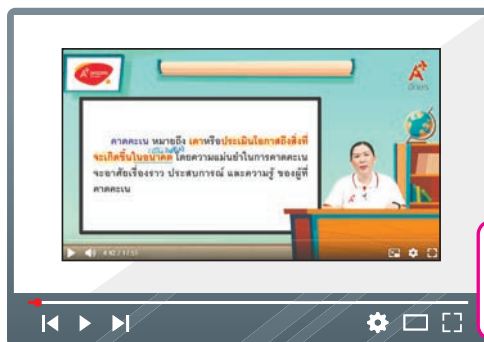 คาดคะเน หมายถึง เดาหรือประเมินโอกาสถึงสิ่งที่
จะเกิดขึ้นในอนาคต โดยความแม่นยำในการคาดคะเน
จะอาศัยเรื่องราว ประสบการณ์ และความรู้ ของผู้ที่
คาดคะเน